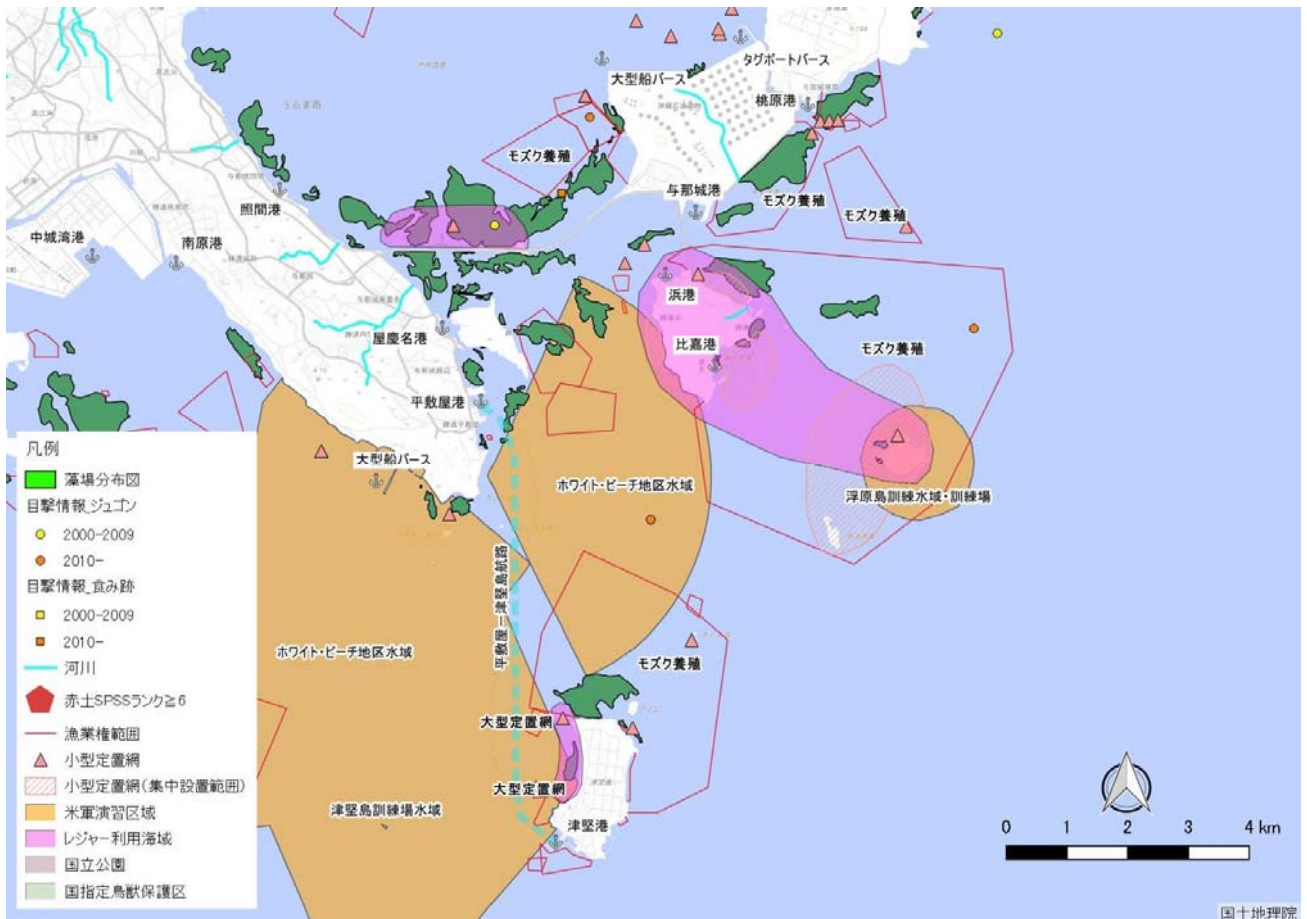 大型船バース
タグボートバース
桃原港
うるま市
モズク養殖
与那城港
モズク養殖
モズク養殖
照間港
中城湾港
南原港
浜港
屋慶名港
比嘉港
モズク養殖
平敷屋港
大型船バース
ホワイト・ビーチ地区水域
浮原島訓練水域・訓練場
平敷屋－津堅島航路
ホワイト・ビーチ地区水域
モズク養殖
大型定置網
大型定置網
津堅島訓練場水域
津堅港
凡例
藻場分布図
目撃情報_ジュゴン
2000-2009
2010-
目撃情報_食み跡
2000-2009
2010-
河川
赤土SPSSランク≧6
漁業権範囲
小型定置網
小型定置網(集中設置範囲)
米軍演習区域
レジャー利用海域
国立公園
国指定鳥獣保護区
0 1 2 3 4 km
国土地理院